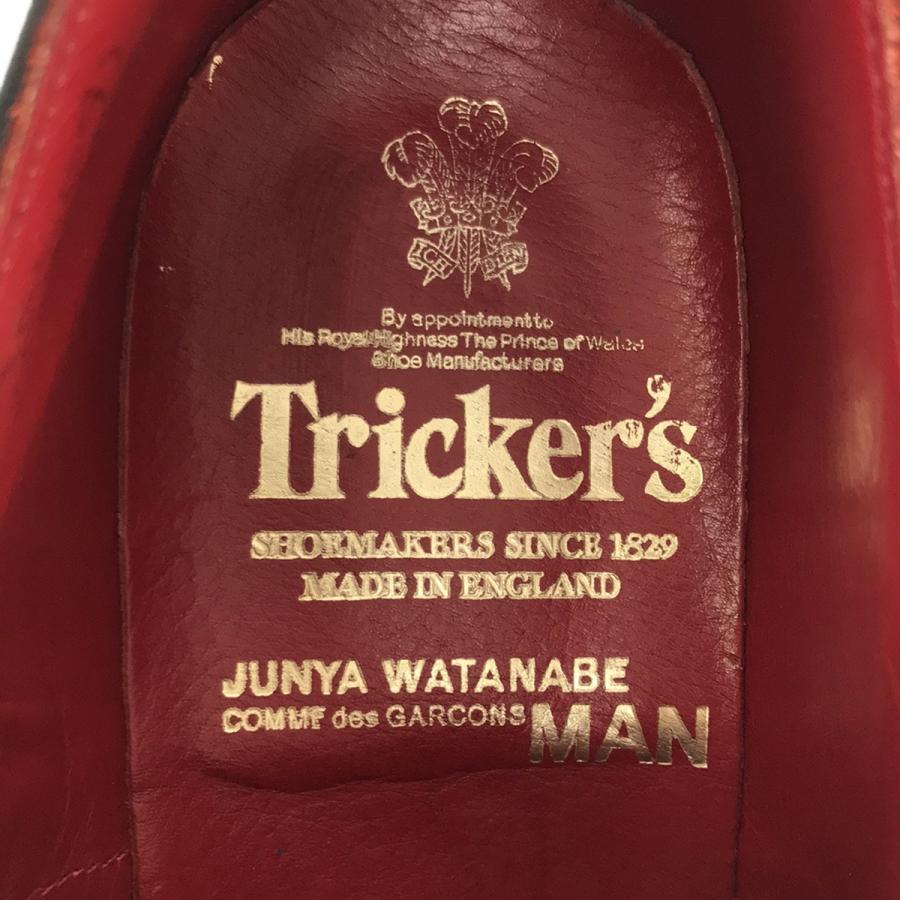 ICH DIEN
By appointment to
His Royal Highness The Prince of Wales
Shoe Manufacturers
Tricker's
SHOEMAKERS SINCE 1829
MADE IN ENGLAND
JUNYA WATANABE
COMME des GARCONS MAN